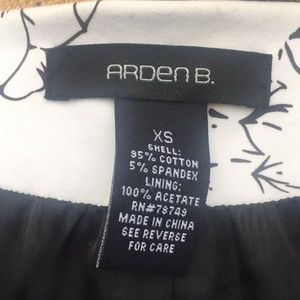 ARDEN B.
XS
SHELL:
95% COTTON
5% SPANDEX
LINING:
100% ACETATE
RN#78749
MADE IN CHINA
SEE REVERSE
FOR CARE